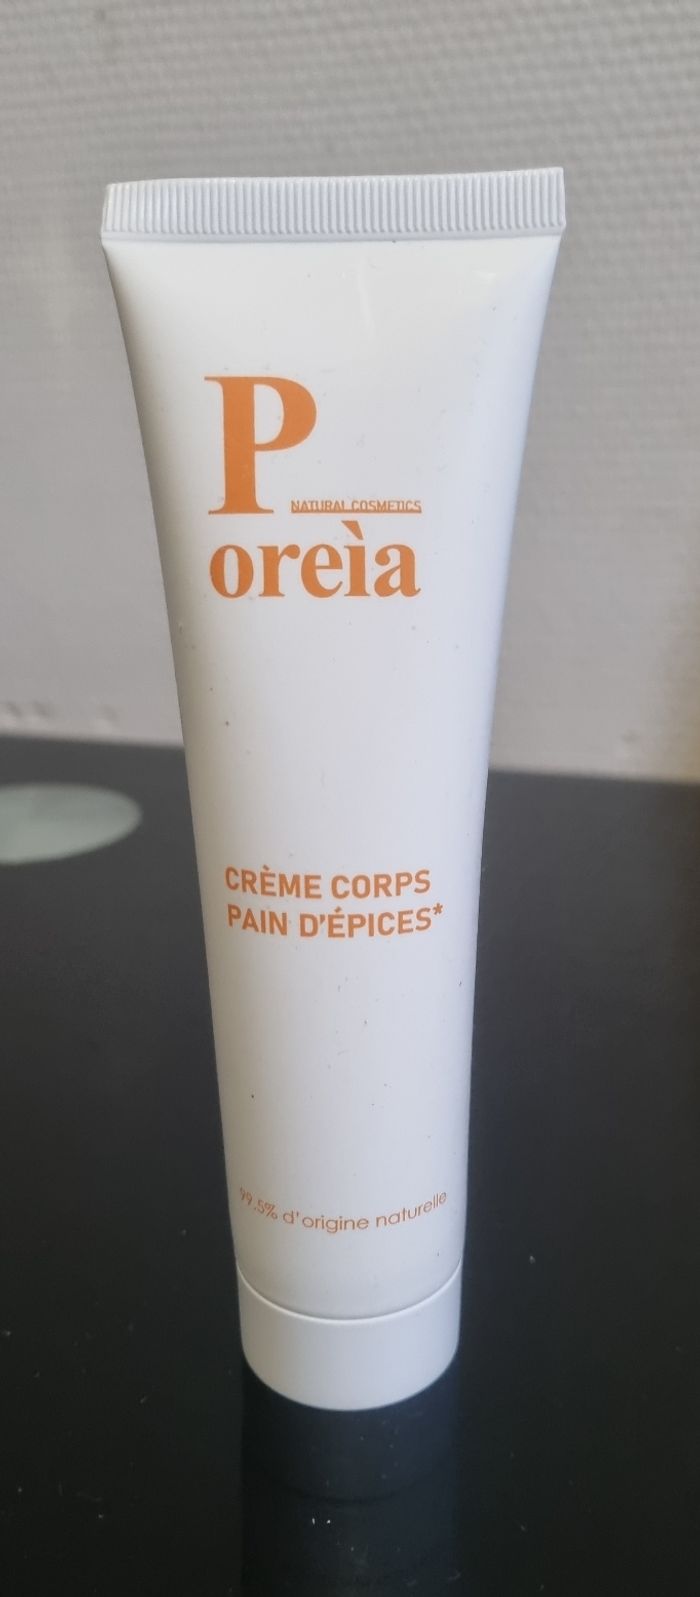 P
NATURAL COSMETICS
oreìa
CRÈME CORPS
PAIN D'ÉPICES*
99.5% d'origine naturelle